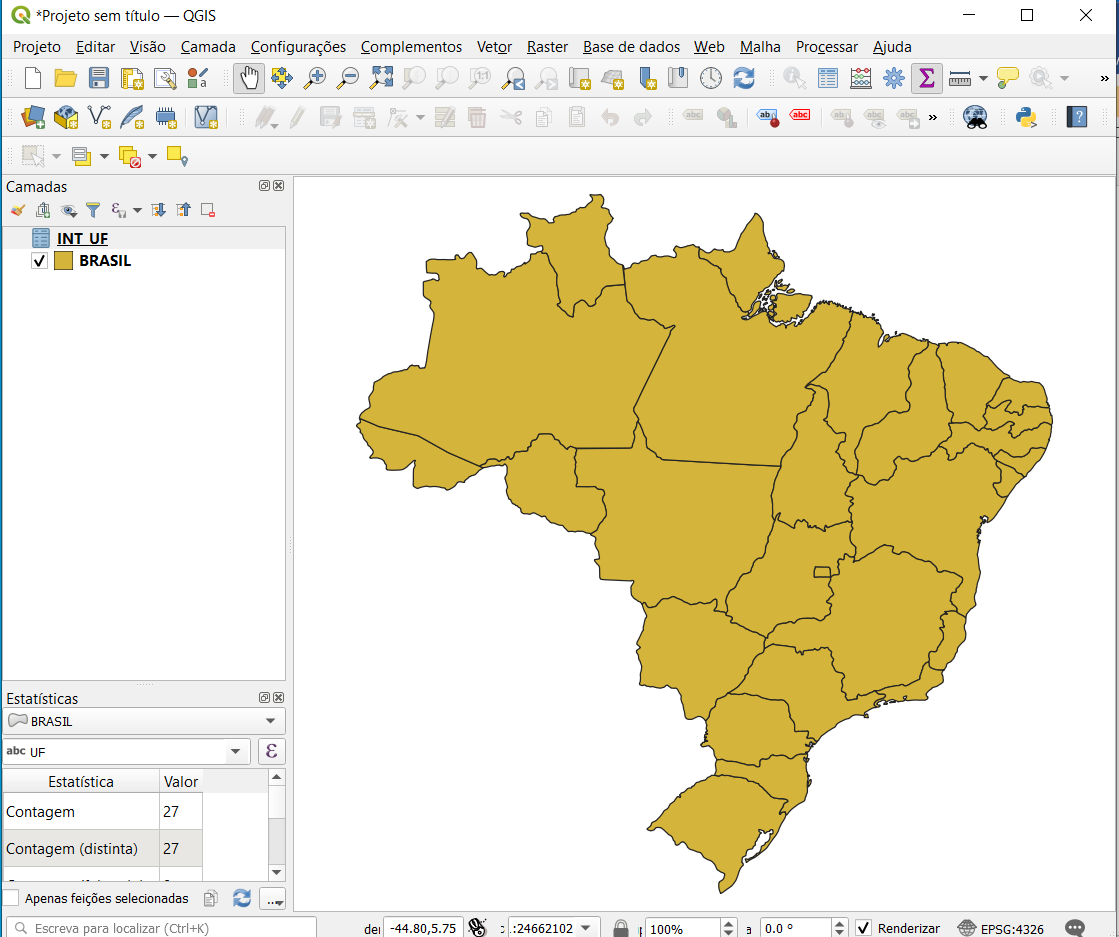 *Projeto sem título — QGIS
Projeto Editar Visão Camada Configurações Complementos Vetor Raster Base de dados Web Malha Processar Ajuda
Camadas
INT_UF
BRASIL
Estatísticas
BRASIL
abc UF
Estatística Valor
Contagem 27
Contagem (distinta) 27
Apenas feições selecionadas
Escreva para localizar (Ctrl+K) -44.80,5.75 :24662102 100% 0.0 ° Renderizar EPSG:4326